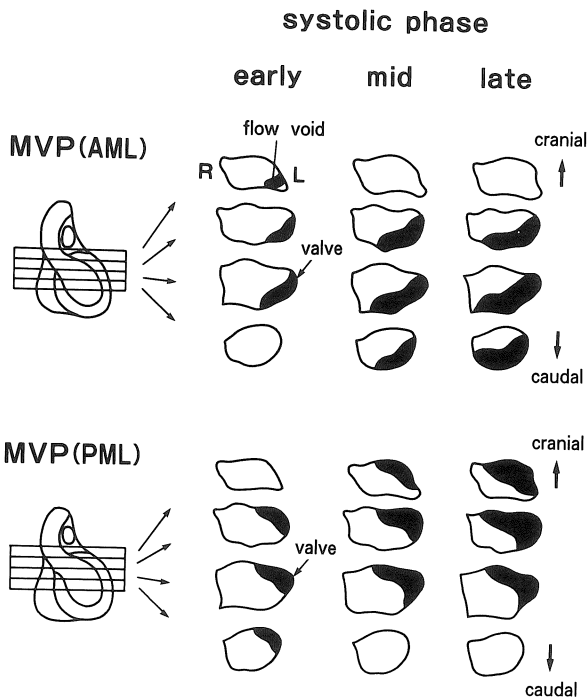 systolic phase
early mid late
MVP(AML)
flow void
cranial
R L
valve
caudal
MVP(PML)
cranial
valve
caudal